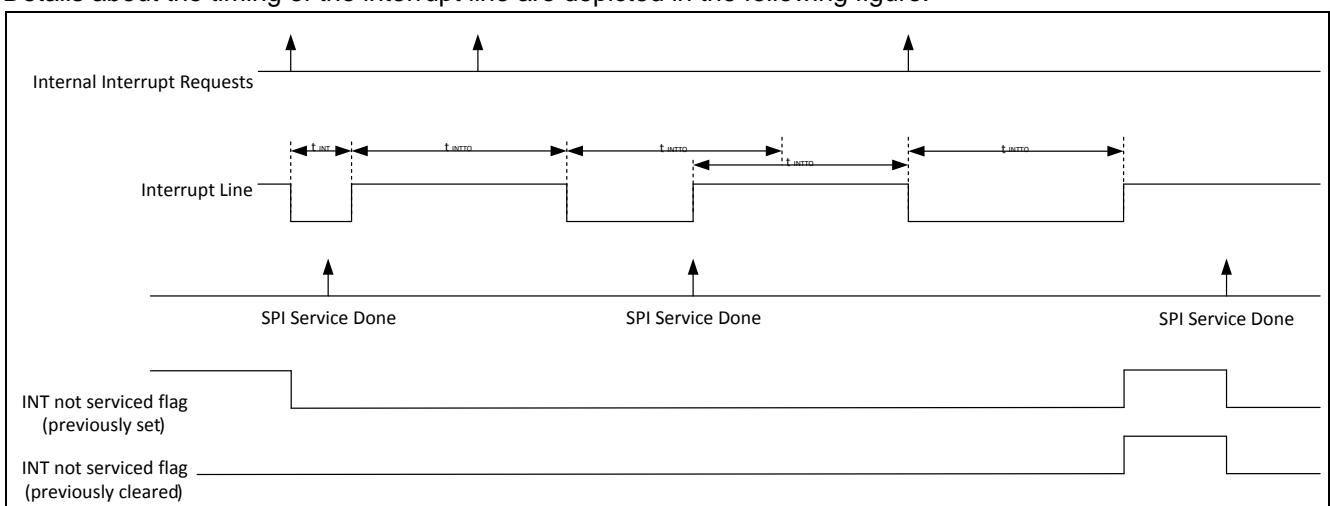 Details about the timing of the interrupt line are depicted in the following figure.
Internal Interrupt Requests
t INT
t INTTO
t INTTO
t INTTO
t INTTO
Interrupt Line
SPI Service Done
SPI Service Done
SPI Service Done
INT not serviced flag
(previously set)
INT not serviced flag
(previously cleared)